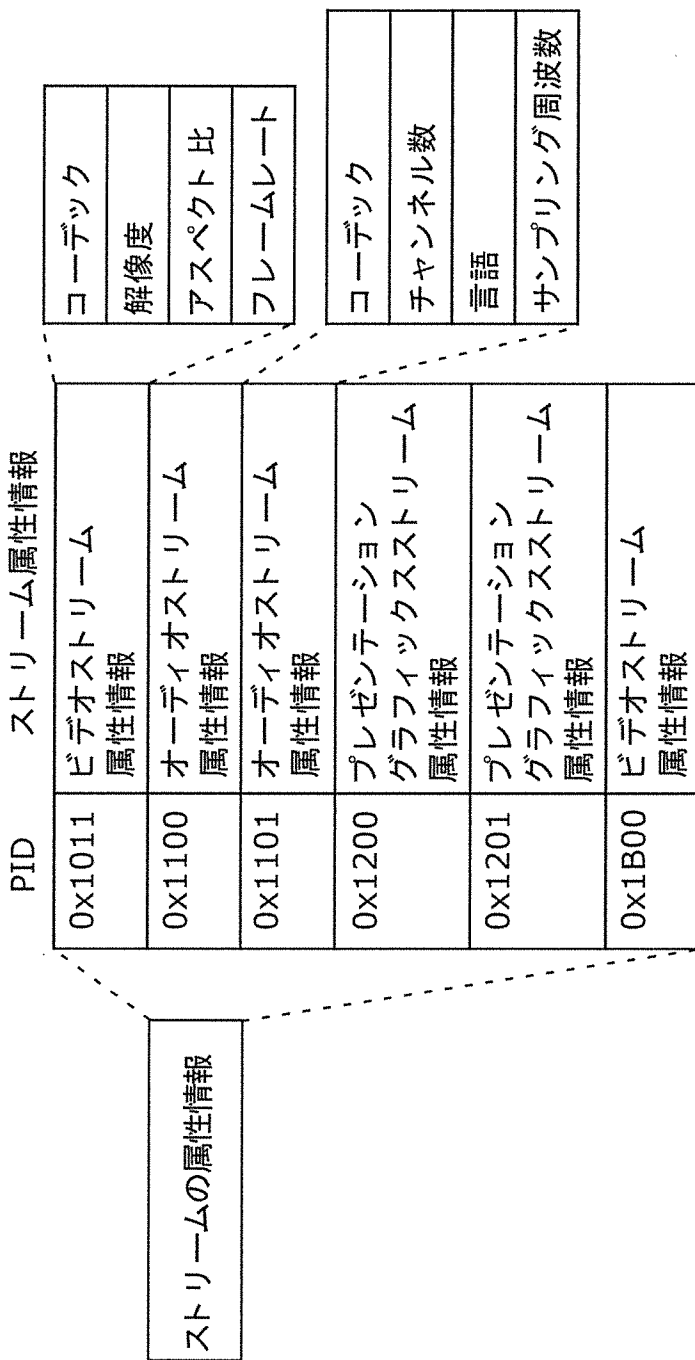 ストリームの属性情報
PID
ストリーム属性情報
0x1011
ビデオストリーム
属性情報
0x1100
オーディオストリーム
属性情報
0x1101
オーディオストリーム
属性情報
0x1200
プレゼンテーション
グラフィックスストリーム
属性情報
0x1201
プレゼンテーション
グラフィックスストリーム
属性情報
0x1B00
ビデオストリーム
属性情報
コーデック
解像度
アスペクト比
フレームレート
コーデック
チャンネル数
言語
サンプリング周波数